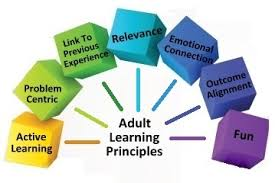 Active
Learning
Problem
Centric
Link To
Previous
Experience
Relevance
Emotional
Connection
Outcome
Alignment
Fun
Adult
Learning
Principles